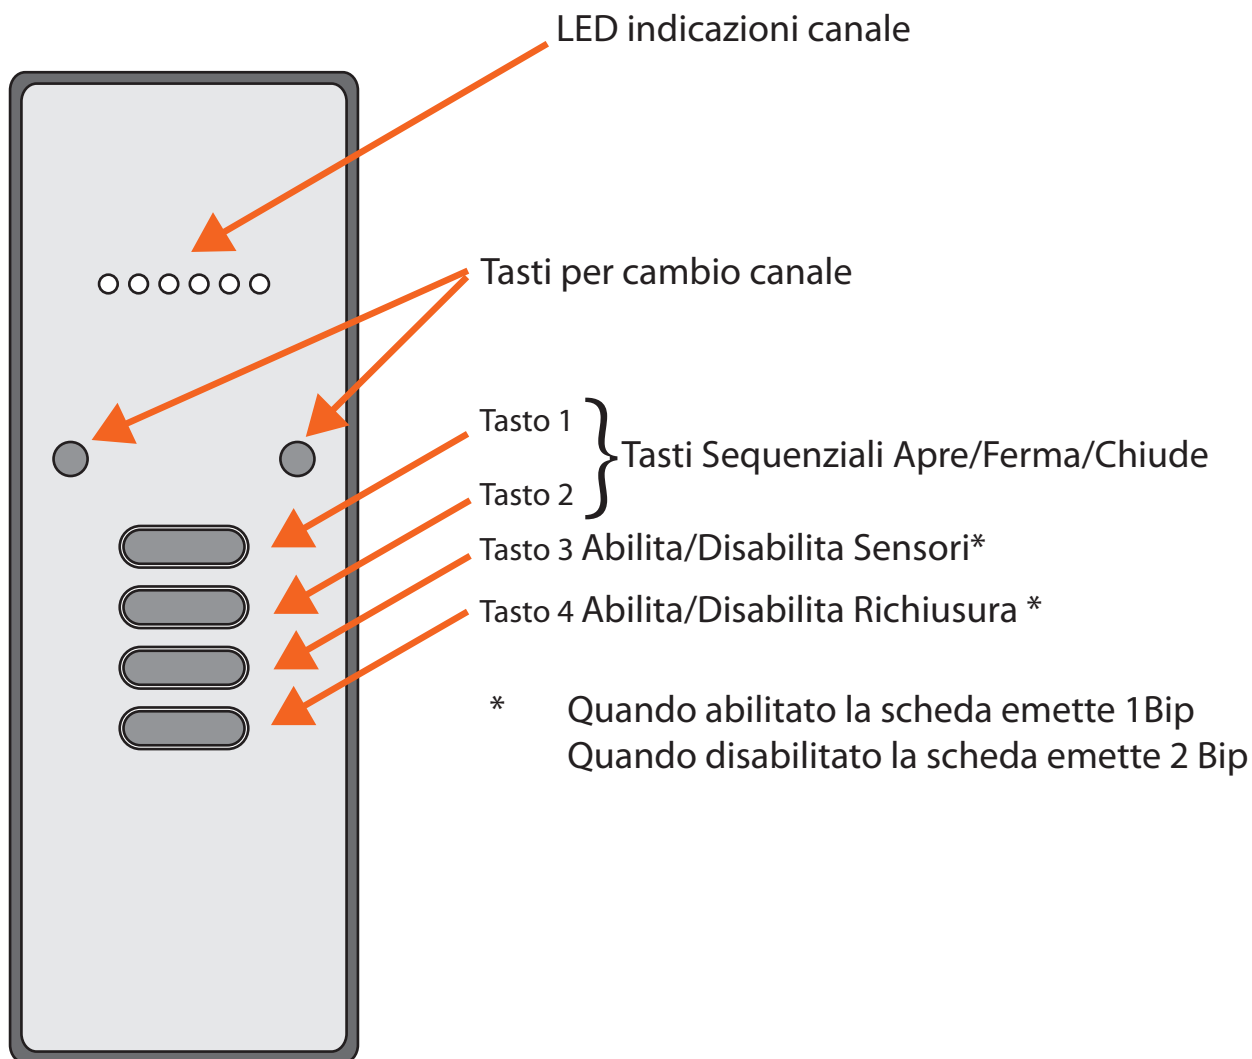 LED indicazioni canale
Tasti per cambio canale
Tasto 1
Tasti Sequenziali Apre/Ferma/Chiude
Tasto 2
Tasto 3 Abilita/Disabilita Sensori*
Tasto 4 Abilita/Disabilita Richiusura *
* Quando abilitato la scheda emette 1Bip
Quando disabilitato la scheda emette 2 Bip